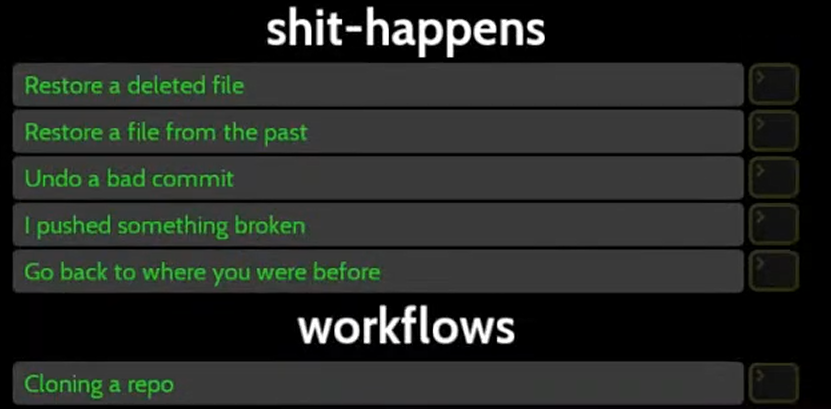 shit-happens
Restore a deleted file
Restore a file from the past
Undo a bad commit
I pushed something broken
Go back to where you were before
workflows
Cloning a repo